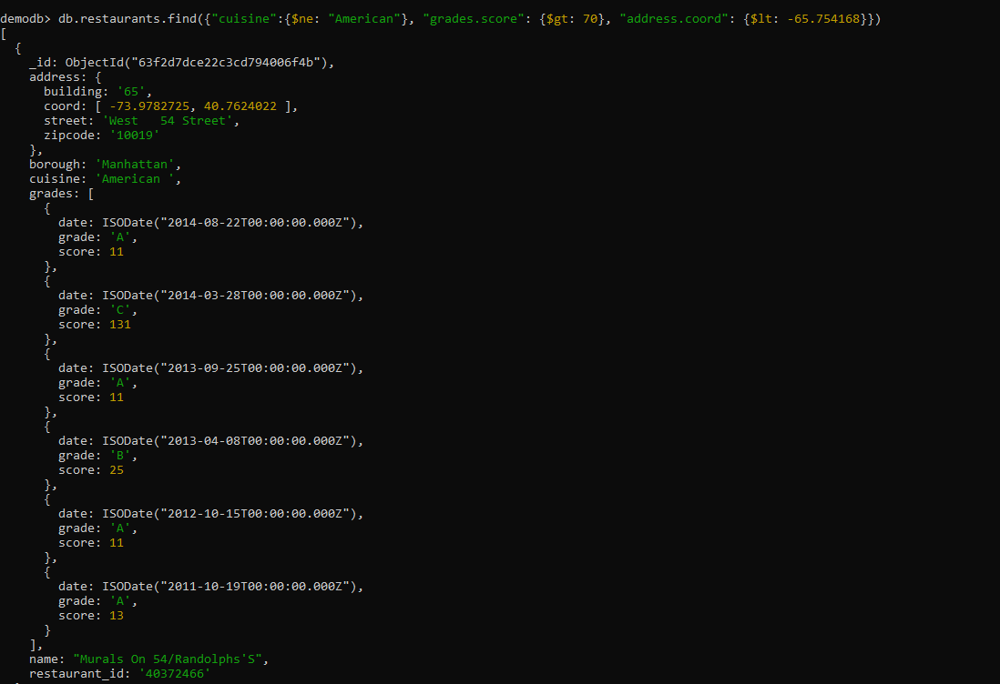 demodb> db.restaurants.find({"cuisine":{$ne: "American"}, "grades.score": {$gt: 70}, "address.coord": {$lt: -65.754168}})
[
  {
    _id: ObjectId("63f2d7dce22c3cd794006f4b"),
    address: {
      building: '65',
      coord: [ -73.9782725, 40.7624022 ],
      street: 'West   54 Street',
      zipcode: '10019'
    },
    borough: 'Manhattan',
    cuisine: 'American ',
    grades: [
      {
        date: ISODate("2014-08-22T00:00:00.000Z"),
        grade: 'A',
        score: 11
      },
      {
        date: ISODate("2014-03-28T00:00:00.000Z"),
        grade: 'C',
        score: 131
      },
      {
        date: ISODate("2013-09-25T00:00:00.000Z"),
        grade: 'A',
        score: 11
      },
      {
        date: ISODate("2013-04-08T00:00:00.000Z"),
        grade: 'B',
        score: 25
      },
      {
        date: ISODate("2012-10-15T00:00:00.000Z"),
        grade: 'A',
        score: 11
      },
      {
        date: ISODate("2011-10-19T00:00:00.000Z"),
        grade: 'A',
        score: 13
      }
    ],
    name: "Murals On 54/Randolphs'S",
    restaurant_id: '40372466'